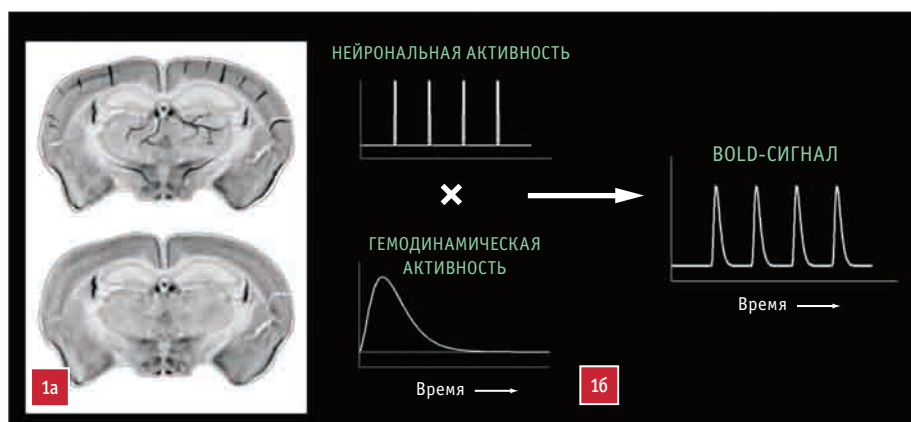 НЕЙРОНАЛЬНАЯ АКТИВНОСТЬ
ГЕМОДИНАМИЧЕСКАЯ
АКТИВНОСТЬ
Время
BOLD-СИГНАЛ
Время
1а
1б